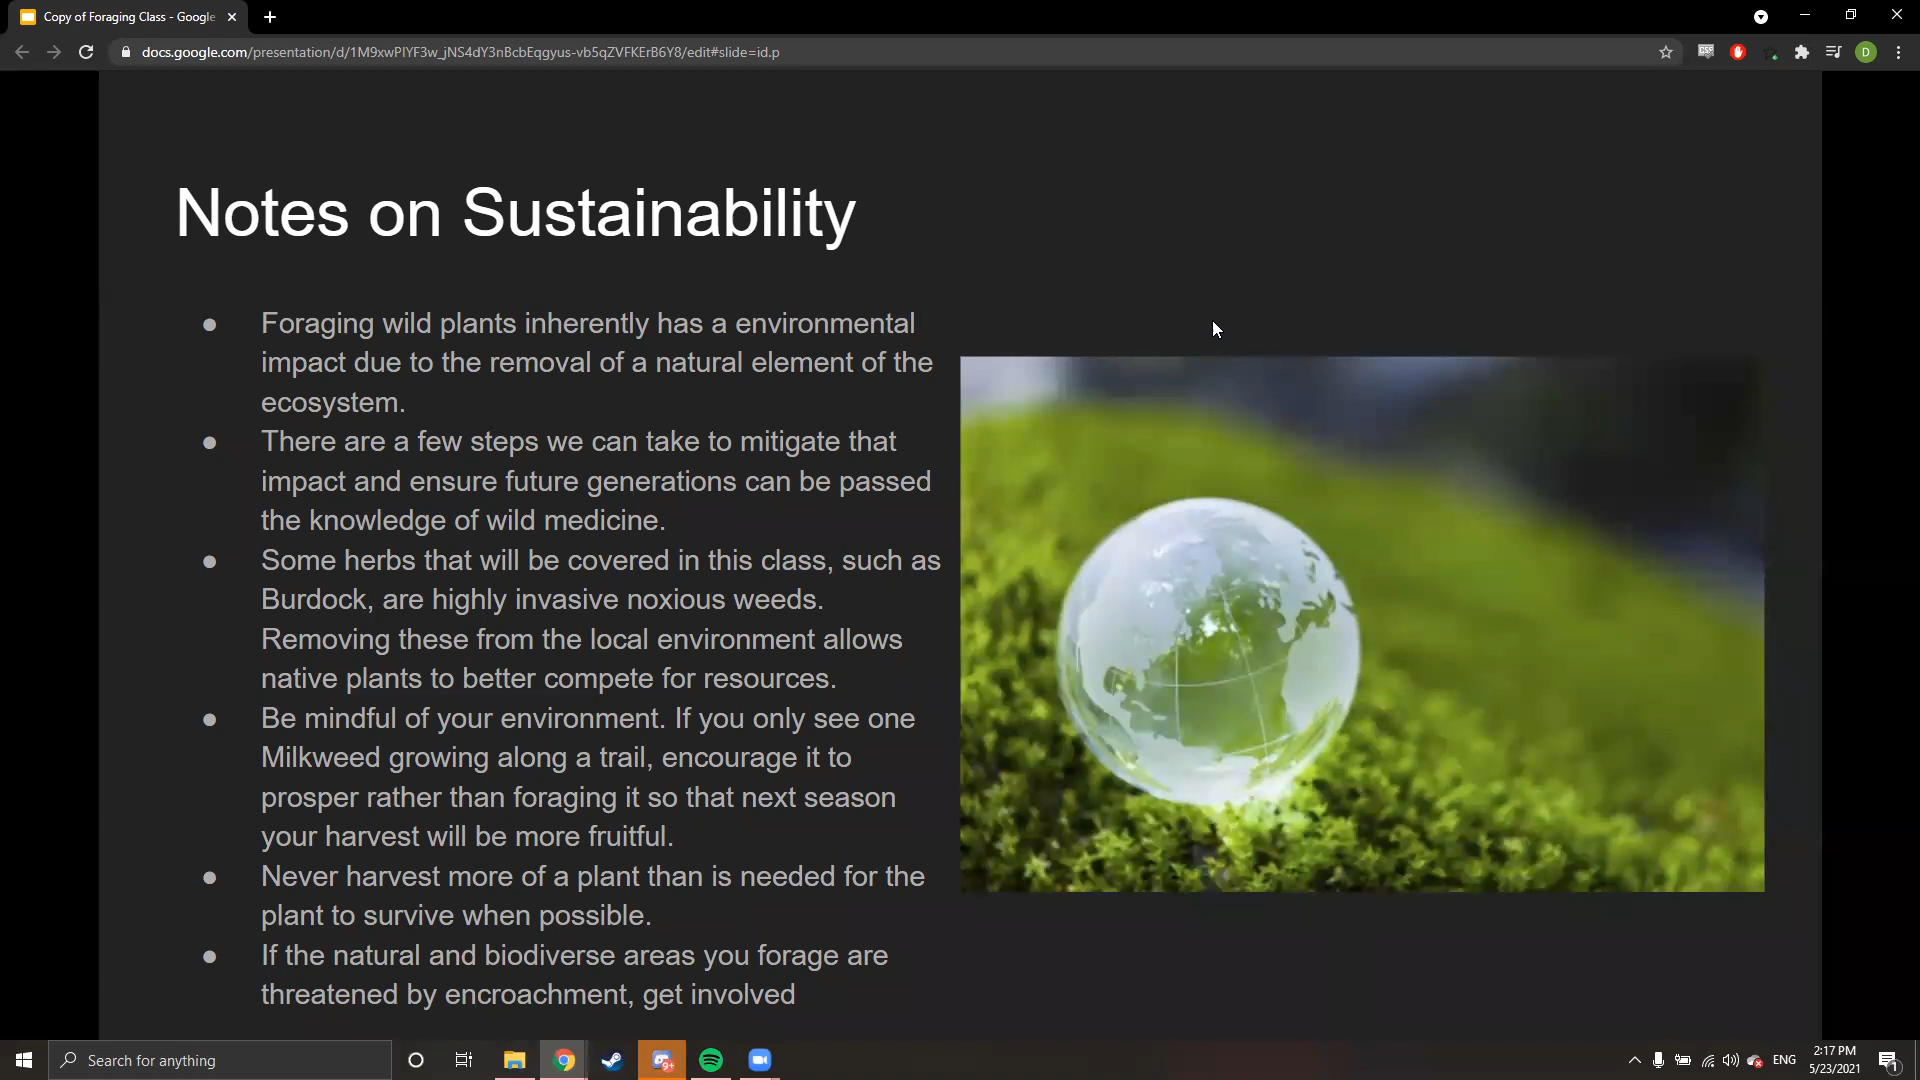 Copy of Foraging Class - Google
docs.google.com/presentation/d/1M9xwPIYF3w_jNS4dY3nBcbEqgyus-vb5qZVFKErB6Y8/edit#slide=id.p
D
Notes on Sustainability
● Foraging wild plants inherently has a environmental
impact due to the removal of a natural element of the
ecosystem.
● There are a few steps we can take to mitigate that
impact and ensure future generations can be passed
the knowledge of wild medicine.
● Some herbs that will be covered in this class, such as
Burdock, are highly invasive noxious weeds.
Removing these from the local environment allows
native plants to better compete for resources.
● Be mindful of your environment. If you only see one
Milkweed growing along a trail, encourage it to
prosper rather than foraging it so that next season
your harvest will be more fruitful.
● Never harvest more of a plant than is needed for the
plant to survive when possible.
● If the natural and biodiverse areas you forage are
threatened by encroachment, get involved
Search for anything
9+
ENG
2:17 PM
5/23/2021
1